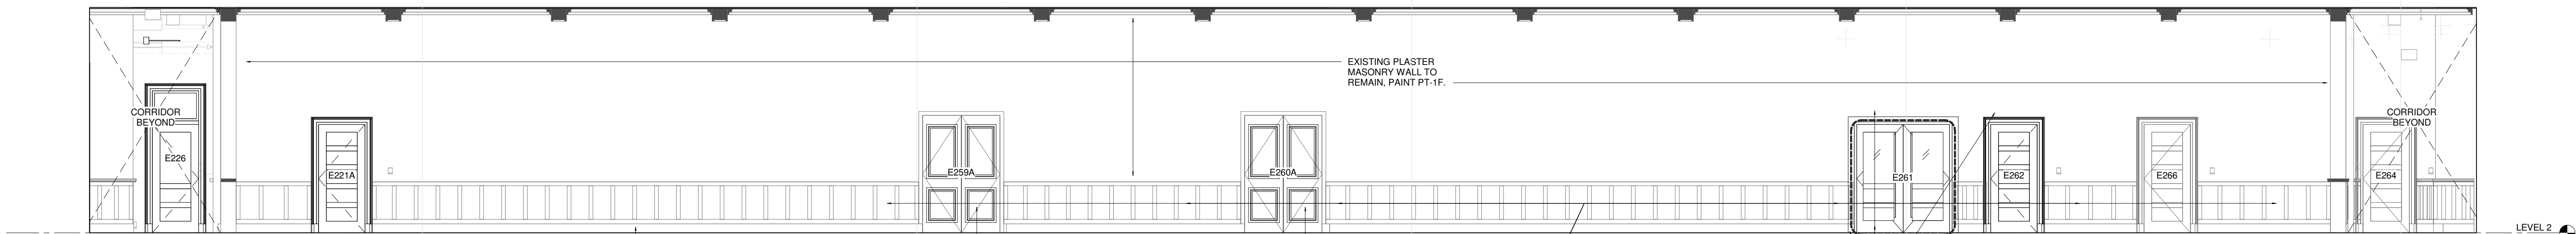 EXISTING PLASTER
MASONRY WALL TO
REMAIN, PAINT PT-1F.
CORRIDOR
BEYOND
CORRIDOR
BEYOND
E226
E221A
E259A
E260A
E261
E262
E266
E264
LEVEL 2